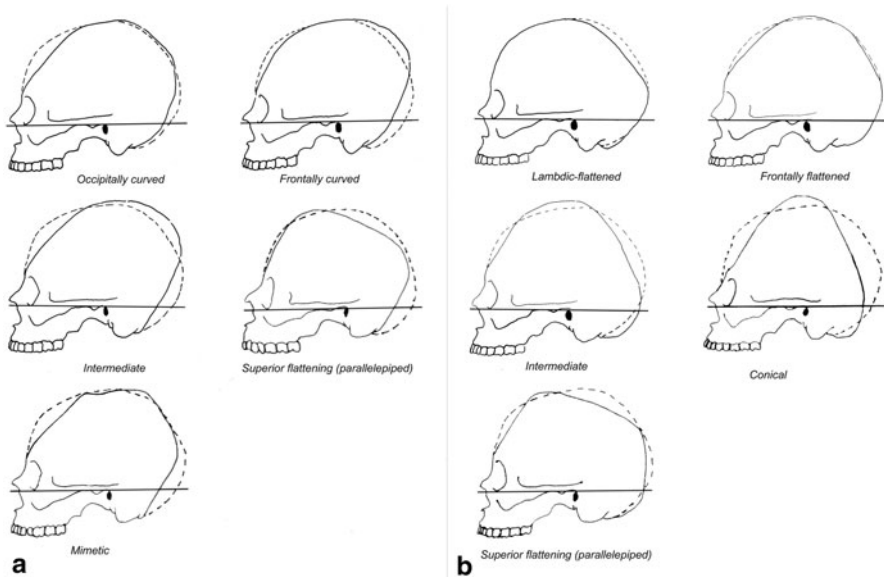 Occipitally curved
Frontally curved
Intermediate
Superior flattening (parallelepiped)
Mimetic
a
Lambdic-flattened
Frontally flattened
Intermediate
Conical
Superior flattening (parallelepiped)
b